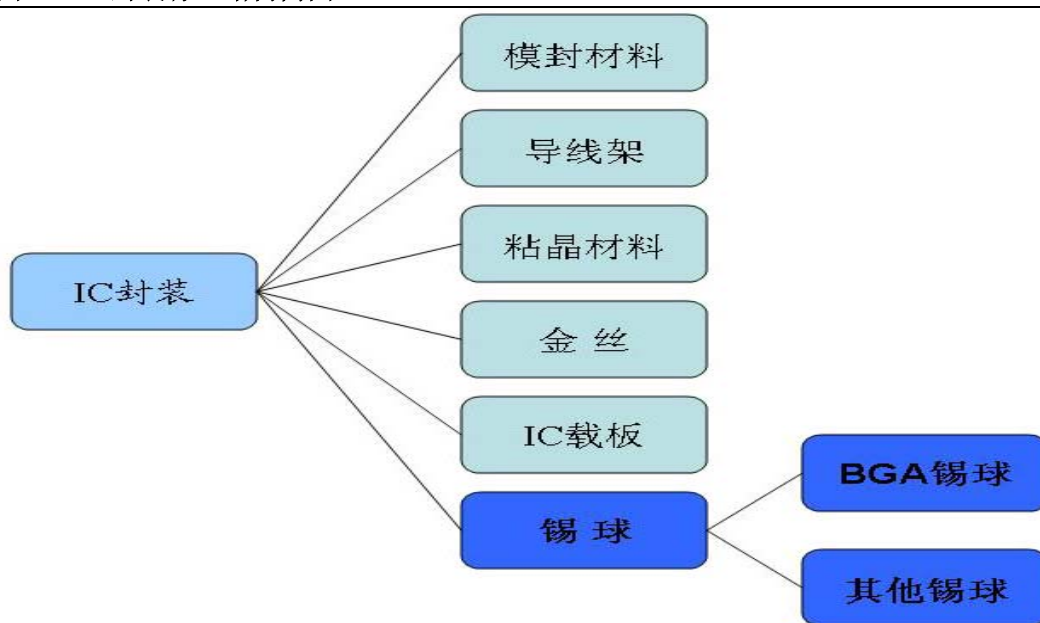 模封材料
导线架
粘晶材料
IC封装
金 丝
IC载板
BGA锡球
锡 球
其他锡球